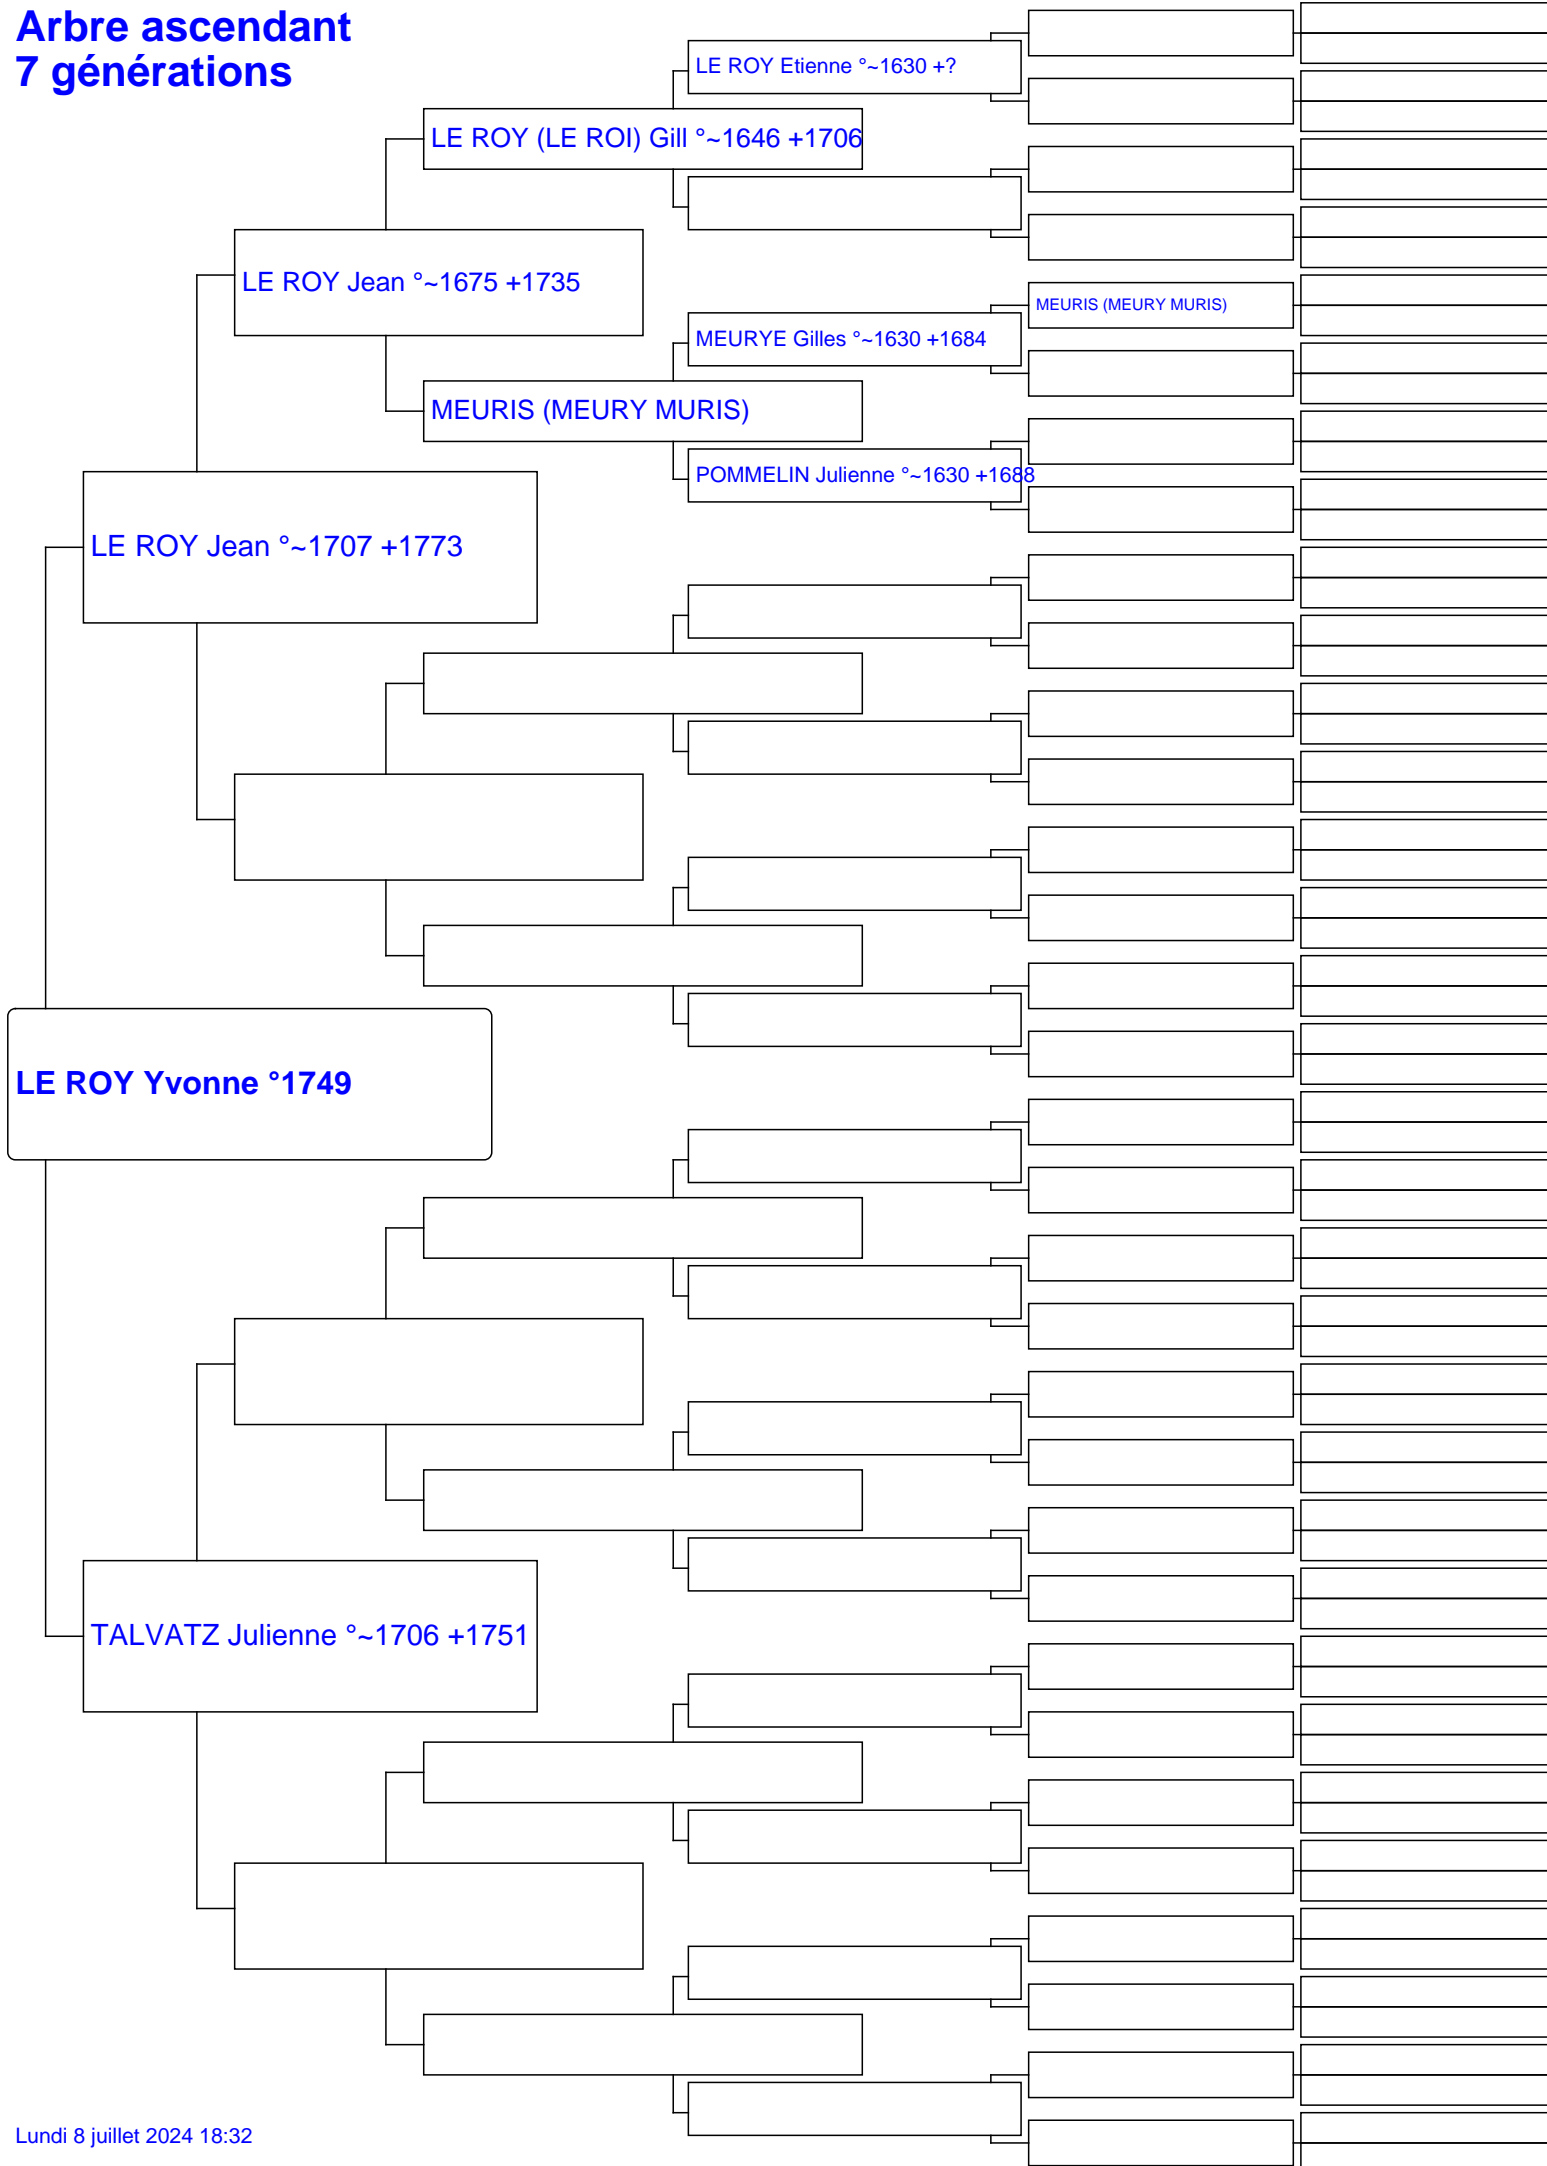 Arbre ascendant
7 générations
LE ROY Etienne °~1630 +?
LE ROY (LE ROI) Gill °~1646 +1706
LE ROY Jean °~1675 +1735
MEURIS (MEURY MURIS)
MEURYE Gilles °~1630 +1684
MEURIS (MEURY MURIS)
POMMELIN Julienne °~1630 +1688
LE ROY Jean °~1707 +1773
LE ROY Yvonne °1749
TALVATZ Julienne °~1706 +1751
Lundi 8 juillet 2024 18:32